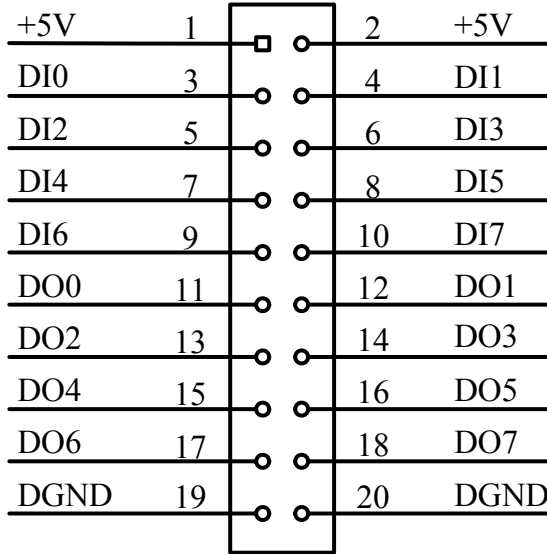 +5V 1 2 +5V
DI0 3 4 DI1
DI2 5 6 DI3
DI4 7 8 DI5
DI6 9 10 DI7
DO0 11 12 DO1
DO2 13 14 DO3
DO4 15 16 DO5
DO6 17 18 DO7
DGND 19 20 DGND